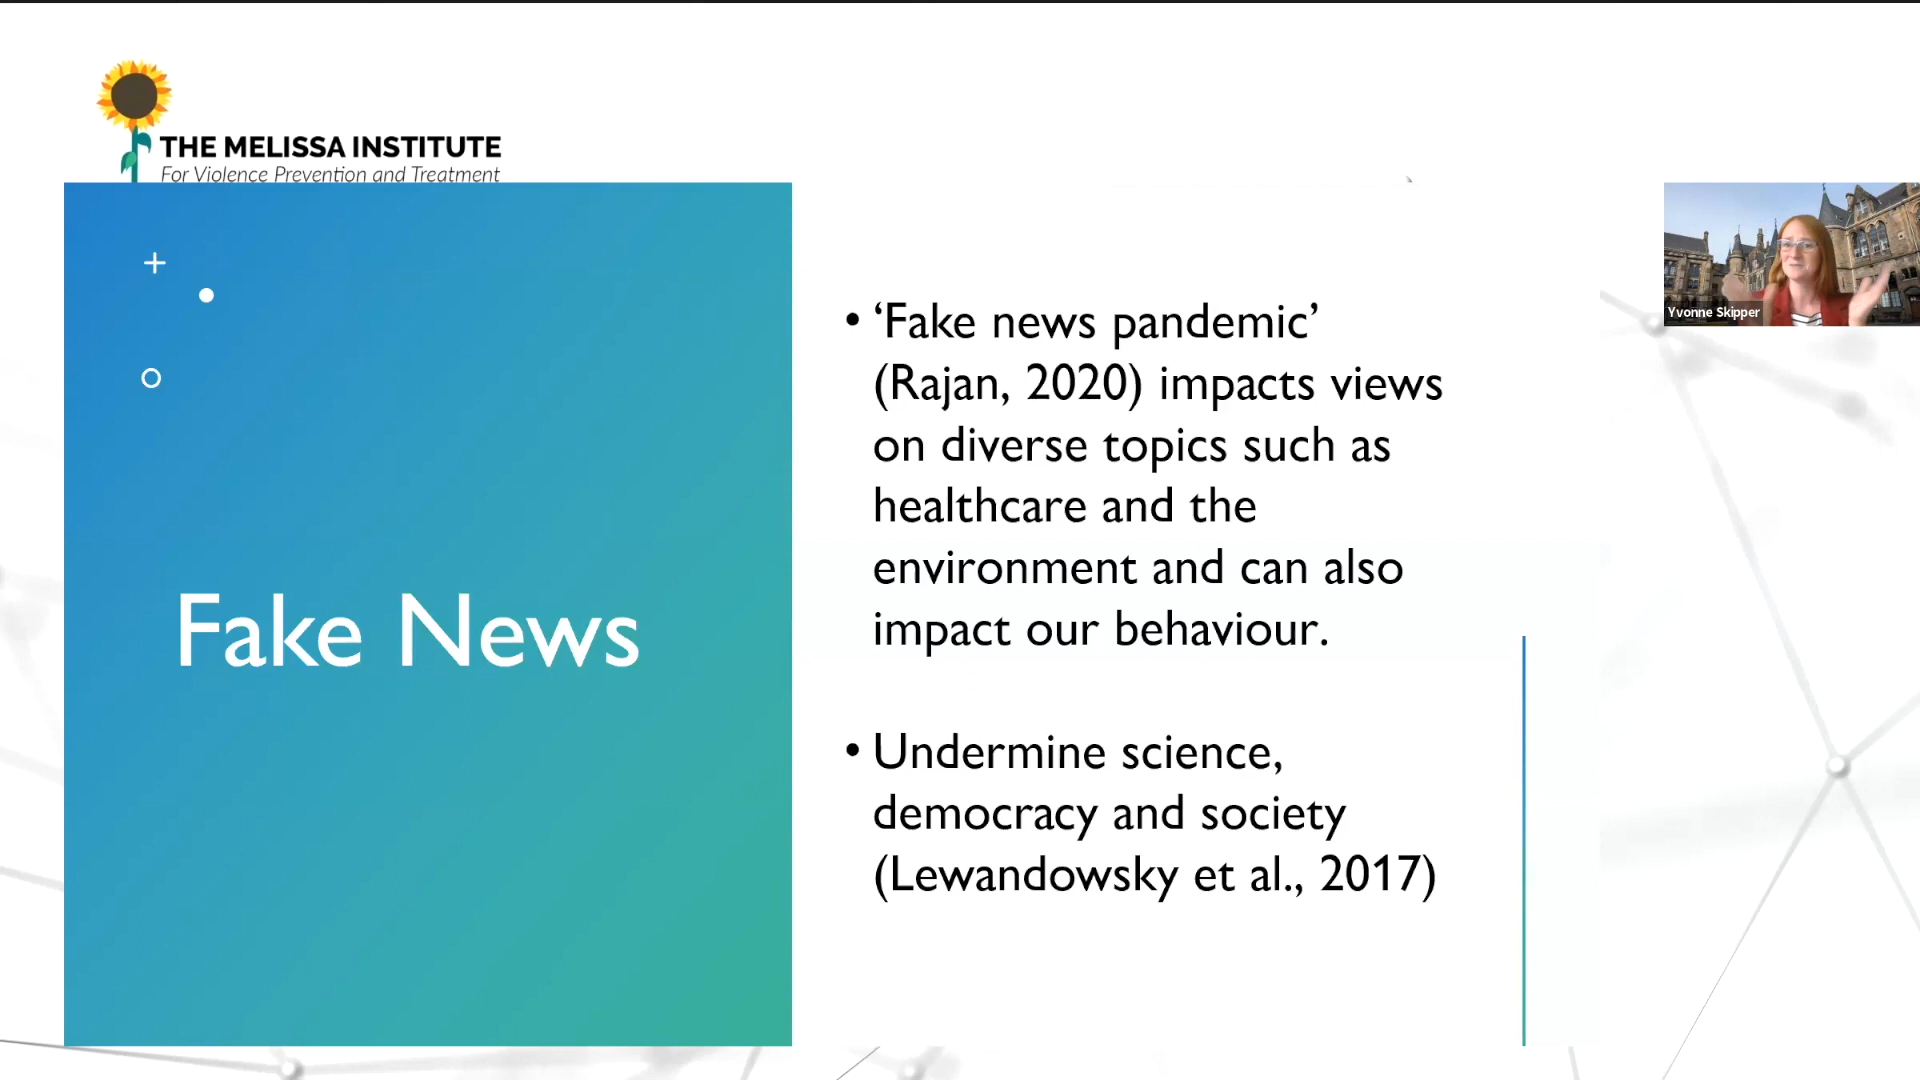 THE MELISSA INSTITUTE
For Violence Prevention and Treatment
Fake News
• ‘Fake news pandemic’
(Rajan, 2020) impacts views
on diverse topics such as
healthcare and the
environment and can also
impact our behaviour.
• Undermine science,
democracy and society
(Lewandowsky et al., 2017)
Yvonne Skipper